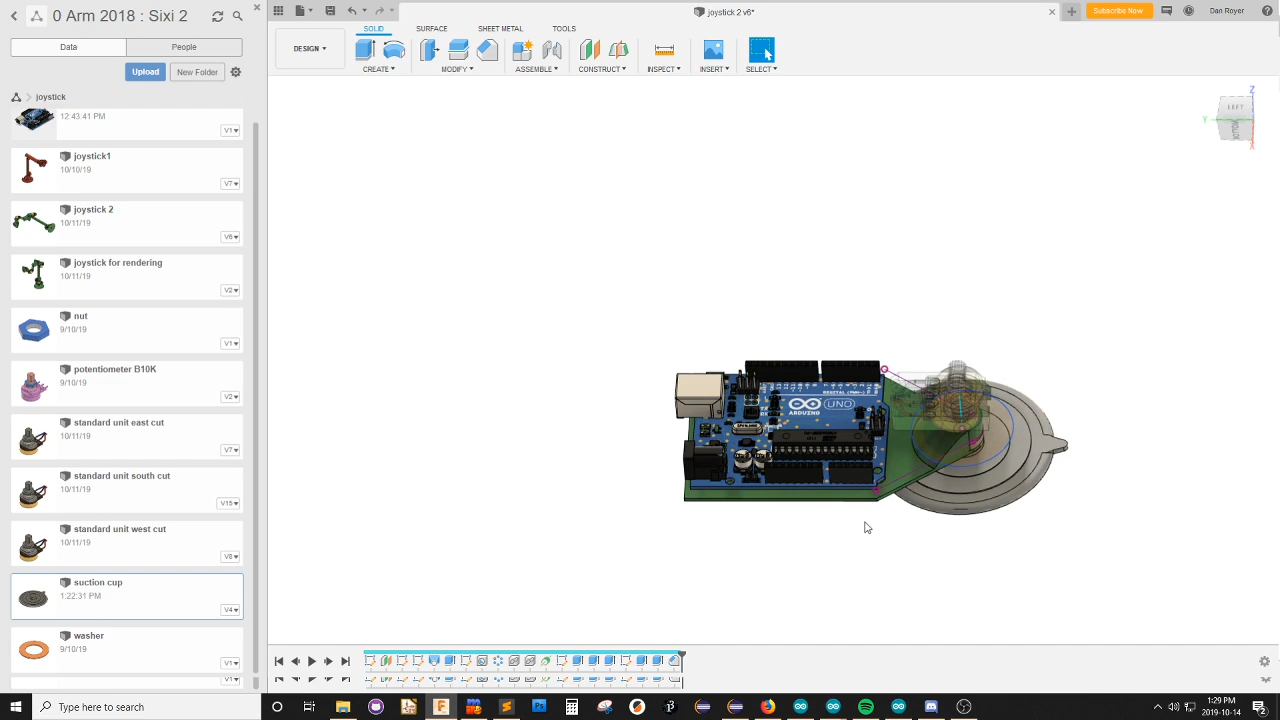 0 Arm 2018 : Sixi 2
joystick 2 v6*
Subscribe Now
Dan Royer
Data
People
Upload
New Folder
joystick
12:43:41 PM
V1
joystick1
10/10/19
V7
joystick 2
10/11/19
V6
joystick for rendering
10/11/19
V2
nut
9/10/19
V1
potentiometer B10K
9/10/19
V2
standard unit east cut
10/11/19
V7
standard unit south cut
10/11/19
V15
standard unit west cut
10/11/19
V8
suction cup
1:22:31 PM
V4
washer
9/10/19
V1
V1
DESIGN
SOLID
SURFACE
SHEET METAL
TOOLS
CREATE
MODIFY
ASSEMBLE
CONSTRUCT
INSPECT
INSERT
SELECT
Z
LEFT
Y
BOTTOM
X
DIGITAL (PWM~)
UNO
ARDUINO
Type here to search
1:29 PM
2019-10-14
2